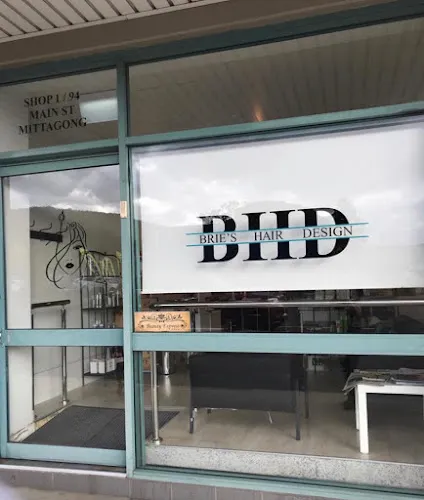 SHOP 1 / 94
MAIN ST
MITTAGONG
BHD
BRIE'S HAIR DESIGN